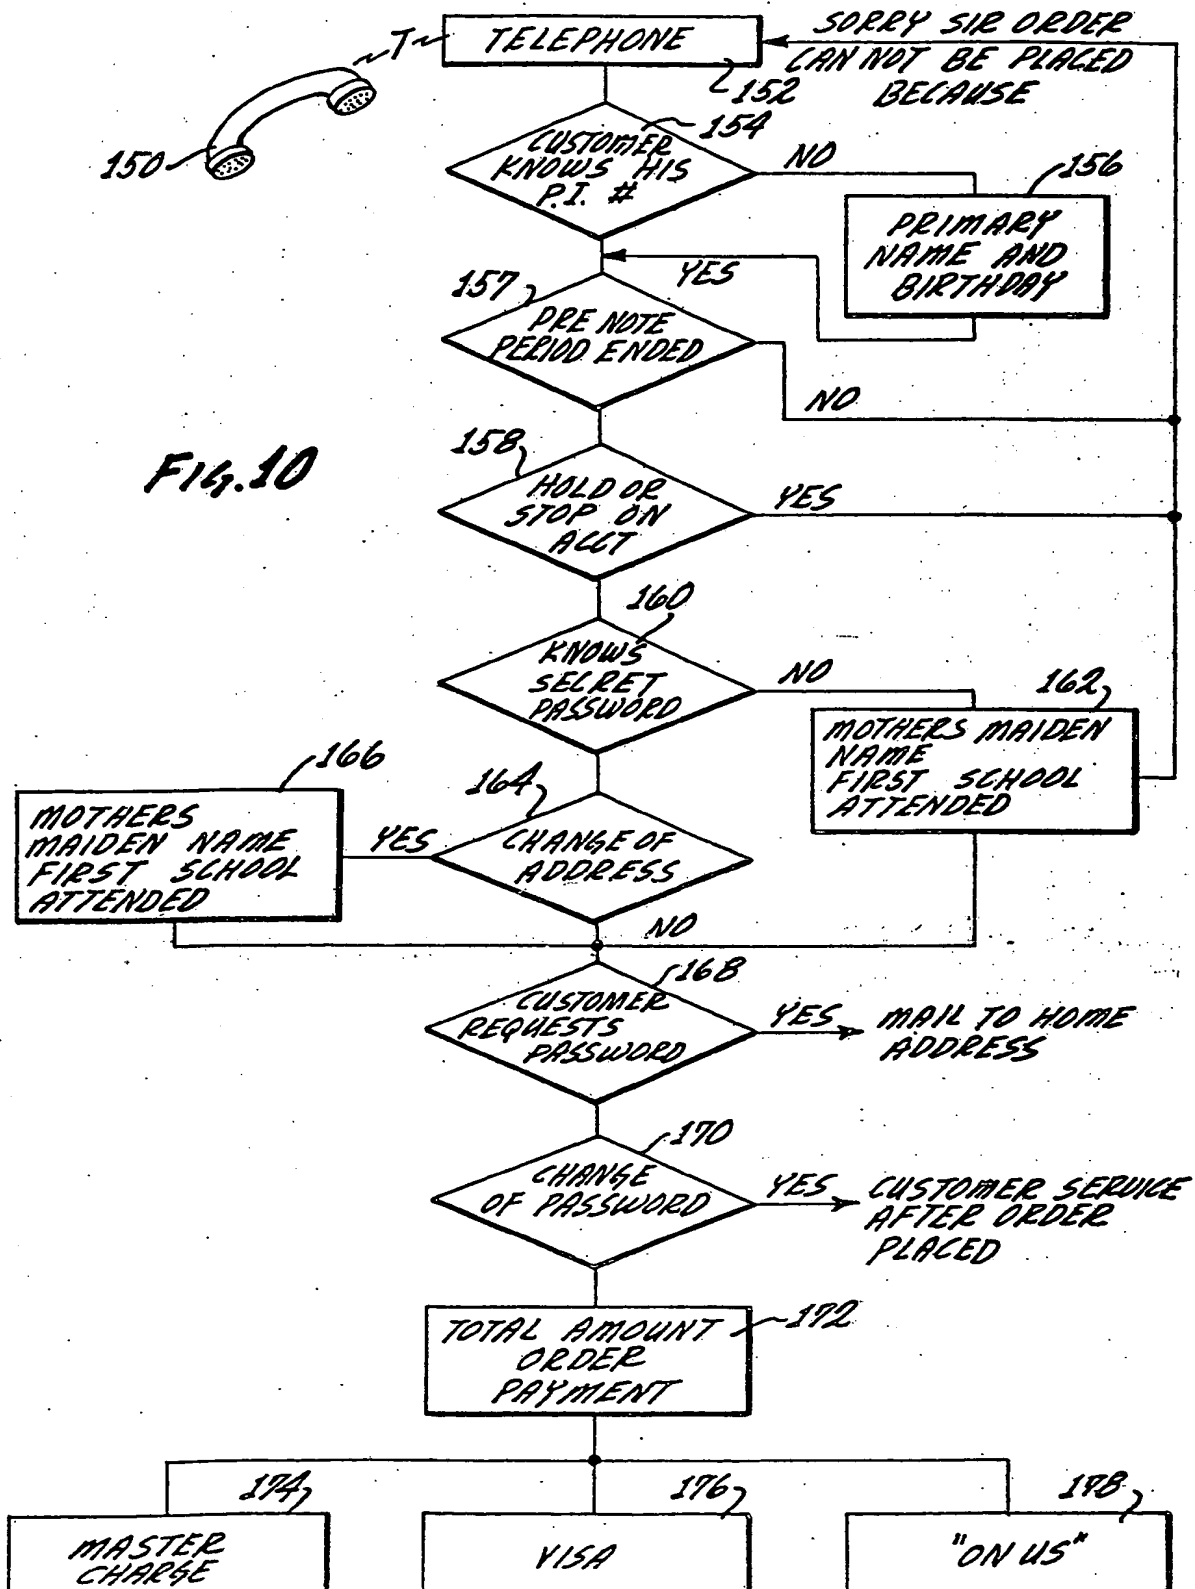 T
TELEPHONE
SORRY SIR ORDER
CAN NOT BE PLACED
BECAUSE
152
150
154
CUSTOMER
KNOWS HIS
P.I. #
NO
156
PRIMARY
NAME AND
BIRTHDAY
YES
157
PRE NOTE
PERIOD ENDED
NO
FIG.10
158
HOLD OR
STOP ON
ACCT
YES
160
KNOWS
SECRET
PASSWORD
NO
162
MOTHERS MAIDEN
NAME
FIRST SCHOOL
ATTENDED
166
MOTHERS
MAIDEN NAME
FIRST SCHOOL
ATTENDED
YES
164
CHANGE OF
ADDRESS
NO
168
CUSTOMER
REQUESTS
PASSWORD
YES
MAIL TO HOME
ADDRESS
170
CHANGE
OF PASSWORD
YES
CUSTOMER SERVICE
AFTER ORDER
PLACED
172
TOTAL AMOUNT
ORDER
PAYMENT
174
MASTER
CHARGE
176
VISA
178
"ON US"